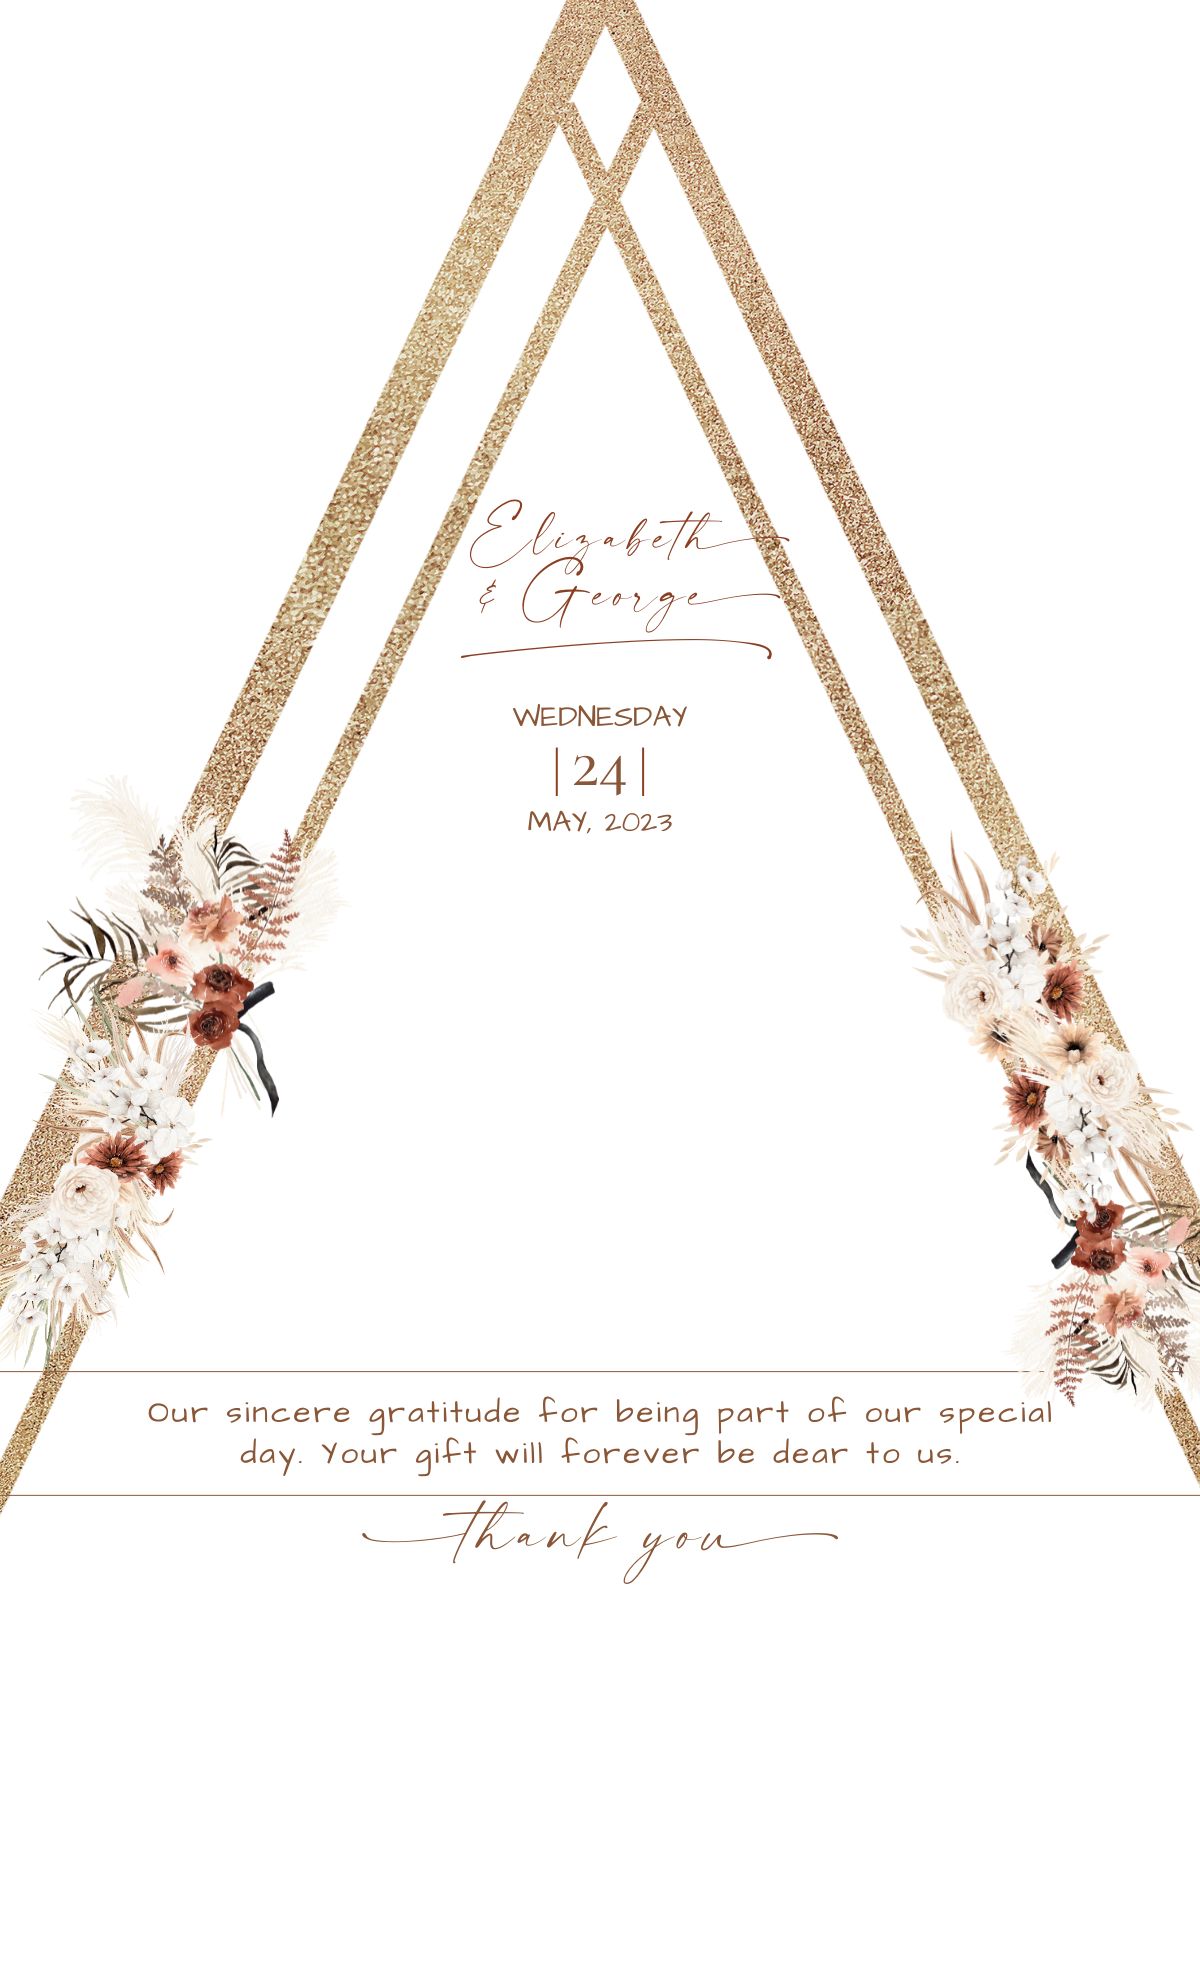 Elizabeth
& George
WEDNESDAY
|24|
MAY, 2023
Our sincere gratitude for being part of our special
day. Your gift will forever be dear to us.
thank you